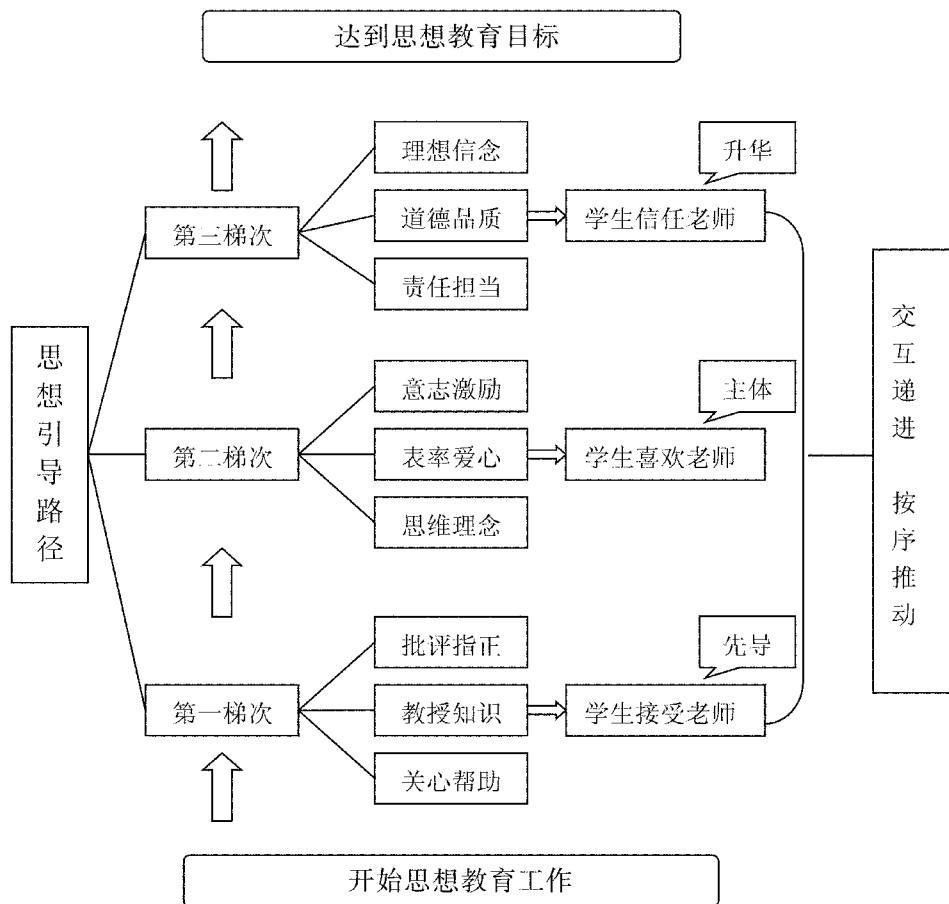 达到思想教育目标
理想信念
升华
第三梯次
道德品质
学生信任老师
责任担当
思想引导路径
意志激励
主体
第二梯次
表率爱心
学生喜欢老师
思维理念
交互递进 按序推动
批评指正
先导
第一梯次
教授知识
学生接受老师
关心帮助
开始思想教育工作